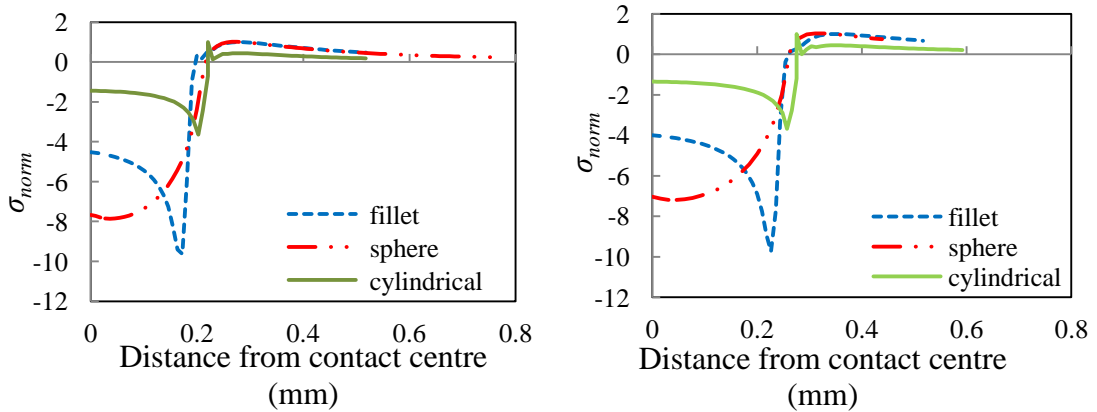 2
0
-2
-4
-6
-8
-10
-12
σnorm
fillet
sphere
cylindrical
0 0.2 0.4 0.6 0.8
Distance from contact centre
(mm)
2
0
-2
-4
-6
-8
-10
-12
σnorm
fillet
sphere
cylindrical
0 0.2 0.4 0.6 0.8
Distance from contact centre
(mm)